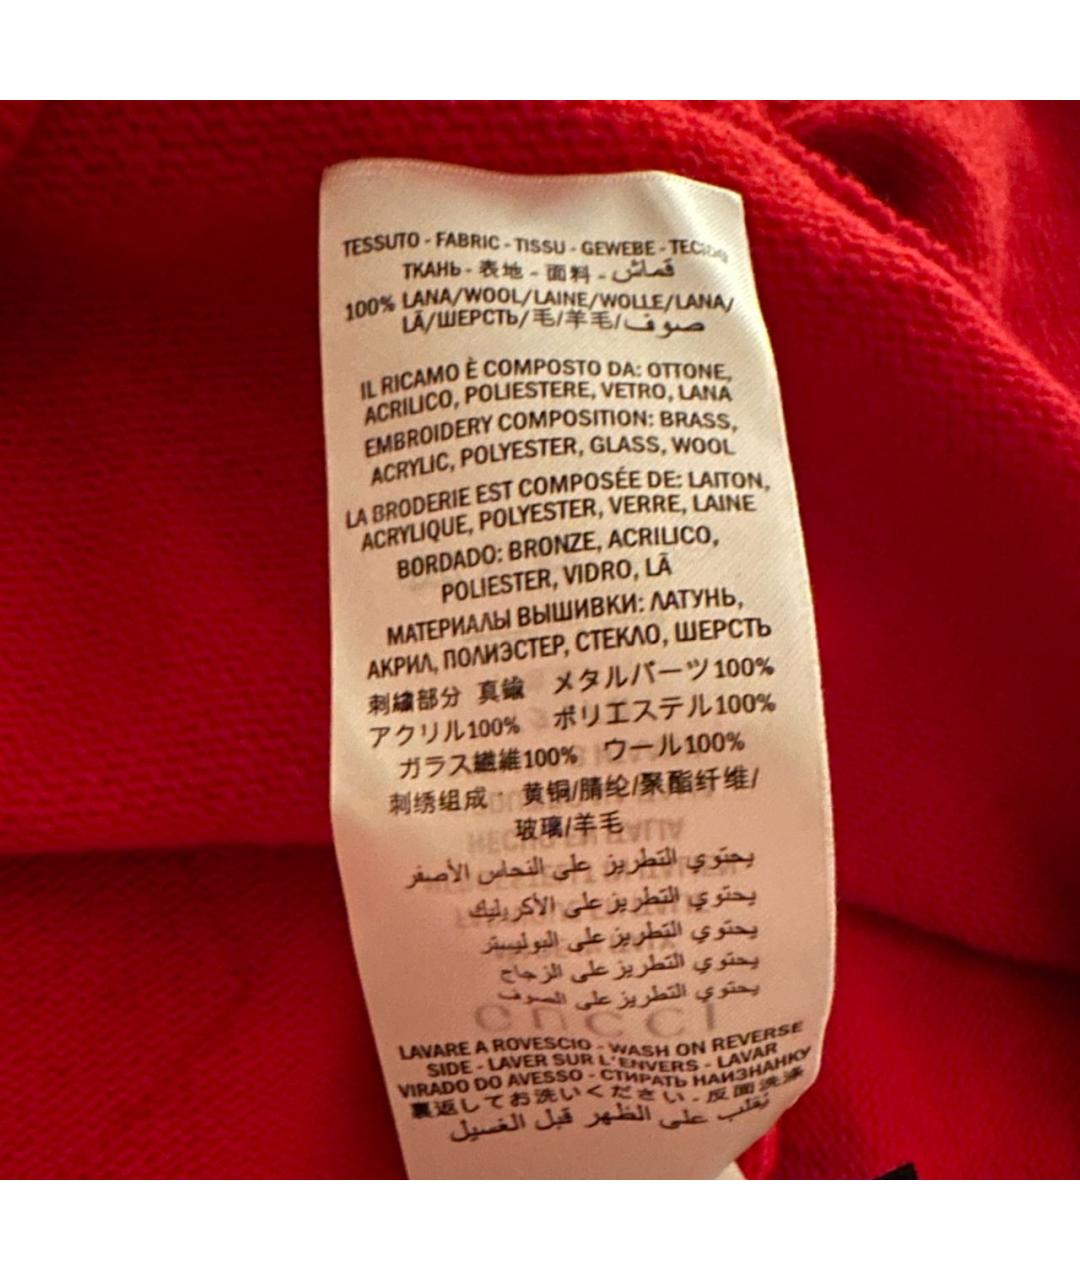 TESSUTO - FABRIC - TISSU - GEWEBE - TECIDO
ТКАНЬ - 表地 - 面料 - قماش
100% LANA/WOOL/LAINE/WOLLE/LANA/
LÃ/ШЕРСТЬ/毛/羊毛/صوف
IL RICAMO È COMPOSTO DA: OTTONE,
ACRILICO, POLIESTERE, VETRO, LANA
EMBROIDERY COMPOSITION: BRASS,
ACRYLIC, POLYESTER, GLASS, WOOL
LA BRODERIE EST COMPOSÉE DE: LAITON,
ACRYLIQUE, POLYESTER, VERRE, LAINE
BORDADO: BRONZE, ACRILICO,
POLIESTER, VIDRO, LÃ
МАТЕРИАЛЫ ВЫШИВКИ: ЛАТУНЬ,
АКРИЛ, ПОЛИЭСТЕР, СТЕКЛО, ШЕРСТЬ
刺繍部分 真鍮 メタルパーツ100%
アクリル100% ポリエステル100%
ガラス繊維100% ウール100%
刺绣组成: 黄铜/腈纶/聚酯纤维/
玻璃/羊毛
يحتوي التطريز على النحاس الأصفر
يحتوي التطريز على الأكريليك
يحتوي التطريز على البوليستر
يحتوي التطريز على الزجاج
يحتوي التطريز على الصوف
LAVARE A ROVESCIO - WASH ON REVERSE
SIDE - LAVER SUR L'ENVERS - LAVAR
VIRADO DO AVESSO - СТИРАТЬ НАИЗНАНКУ
裏返してお洗いください - 反面洗涤
يُقلب على الظهر قبل الغسيل